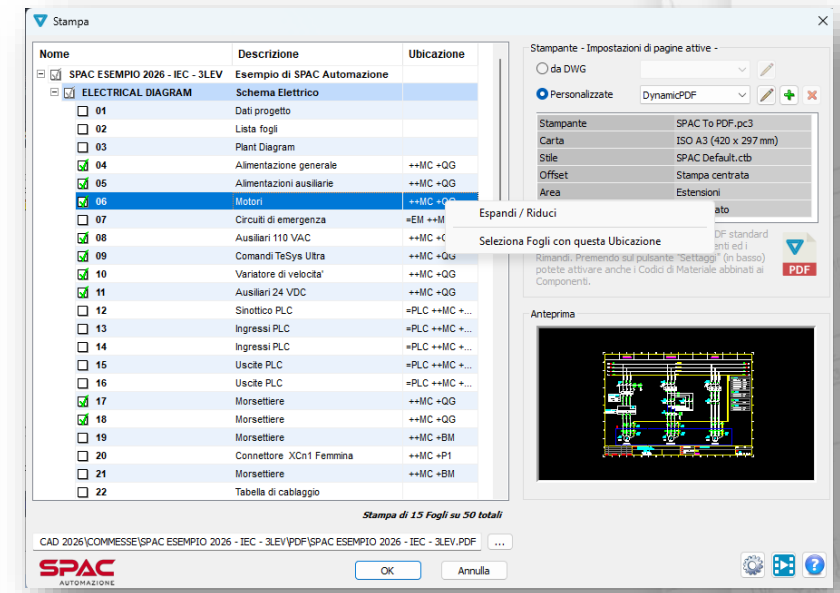 Stampa
Nome Descrizione Ubicazione
SPAC ESEMPIO 2026 - IEC - 3LEV Esempio di SPAC Automazione
ELECTRICAL DIAGRAM Schema Elettrico
01 Dati progetto
02 Lista fogli
03 Plant Diagram
04 Alimentazione generale ++MC +QG
05 Alimentazioni ausiliarie ++MC +QG
06 Motori ++MC +QG
07 Circuiti di emergenza =EM ++M
08 Ausiliari 110 VAC ++MC +
09 Comandi TeSys Ultra ++MC +QG
10 Variatore di velocita' ++MC +QG
11 Ausiliari 24 VDC ++MC +QG
12 Sinottico PLC =PLC ++MC +...
13 Ingressi PLC =PLC ++MC +...
14 Ingressi PLC =PLC ++MC +...
15 Uscite PLC =PLC ++MC +...
16 Uscite PLC =PLC ++MC +...
17 Morsettiere ++MC +QG
18 Morsettiere ++MC +QG
19 Morsettiere ++MC +BM
20 Connettore XCn1 Femmina ++MC +P1
21 Morsettiere ++MC +BM
22 Tabella di cablaggio
Stampa di 15 Fogli su 50 totali
CAD 2026\COMMESSE\SPAC ESEMPIO 2026 - IEC - 3LEV\PDF\SPAC ESEMPIO 2026 - IEC - 3LEV.PDF ...
SPAC
AUTOMAZIONE
OK Annulla
Espandi / Riduci
Seleziona Fogli con questa Ubicazione
Stampante - Impostazioni di pagine attive -
da DWG
Personalizzate DynamicPDF
Stampante SPAC To PDF.pc3
Carta ISO A3 (420 x 297 mm)
Stile SPAC Default.ctb
Offset Stampa centrata
Area Estensioni
ato
DF standard
enti ed i
Rimandi. Premendo sul pulsante "Settaggi" (in basso)
potete attivare anche i Codici di Materiale abbinati ai
Componenti.
PDF
Anteprima